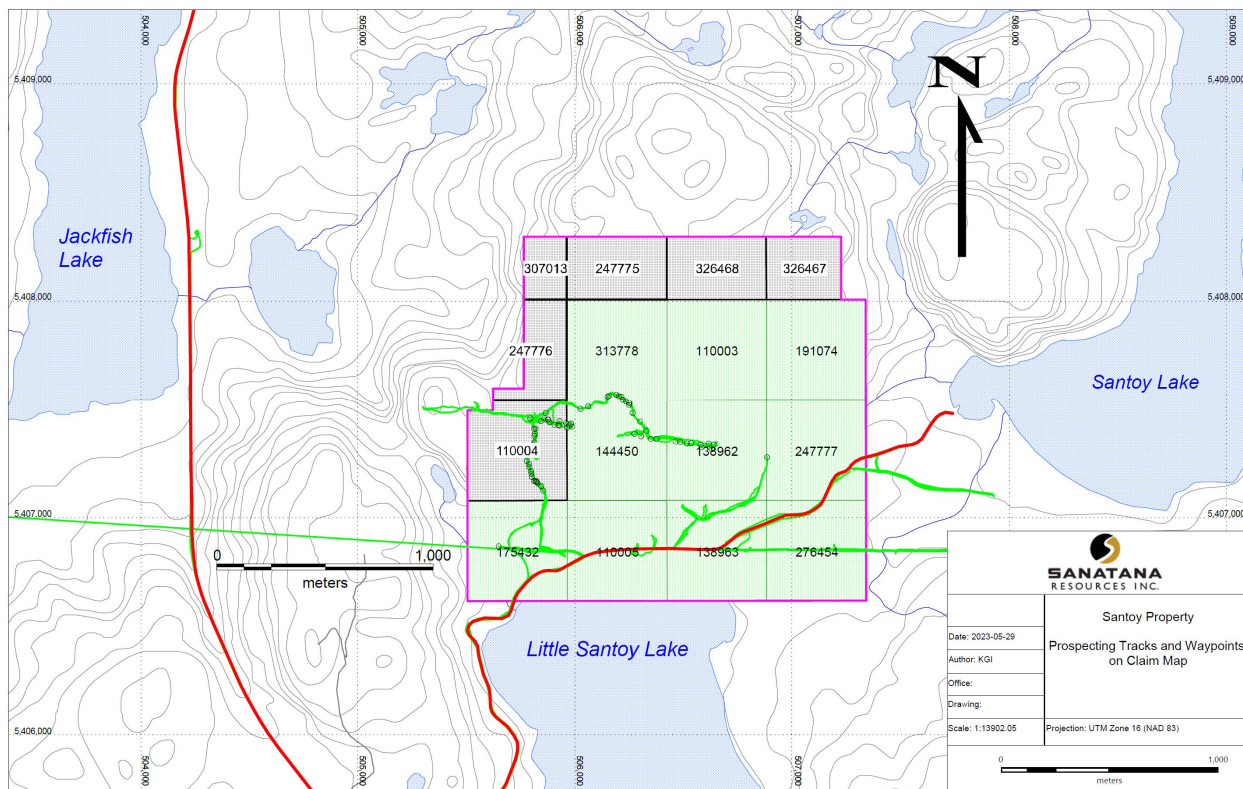 504,000
505,000
506,000
507,000
508,000
509,000
5,409,000
5,409,000
N
Jackfish
Lake
307013
247775
326468
326467
5,408,000
5,408,000
247776
313778
110003
191074
Santoy Lake
110004
144450
138962
247777
5,407,000
5,407,000
175432
110005
138963
276454
0
1,000
meters
Little Santoy Lake
SANATANA
RESOURCES INC.
Santoy Property
Prospecting Tracks and Waypoints
on Claim Map
Date: 2023-05-29
Author: KGI
Office:
Drawing:
Scale: 1:13902.05
Projection: UTM Zone 16 (NAD 83)
5,406,000
0
1,000
meters
504,000
505,000
506,000
507,000